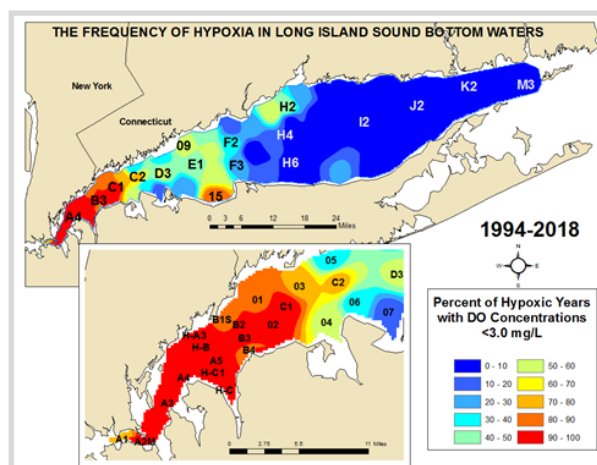 THE FREQUENCY OF HYPOXIA IN LONG ISLAND SOUND BOTTOM WATERS
New York
Connecticut
K2
M3
J2
H2
I2
H4
F2
09
H6
F3
E1
C2
D3
C1
B3
15
A4
0 3 6 12 18 24
Miles
1994-2018
N
W E
S
05
D3
03
C2
01
C1
06
B1S
B2
02
04
07
H-A3
B3
H-B
B4
A5
A4
H-C1
H-C
A3
A1
A2M
0 2.75 5.5 11 Miles
Percent of Hypoxic Years
with DO Concentrations
<3.0 mg/L
0 - 10
50 - 60
10 - 20
60 - 70
20 - 30
70 - 80
30 - 40
80 - 90
40 - 50
90 - 100